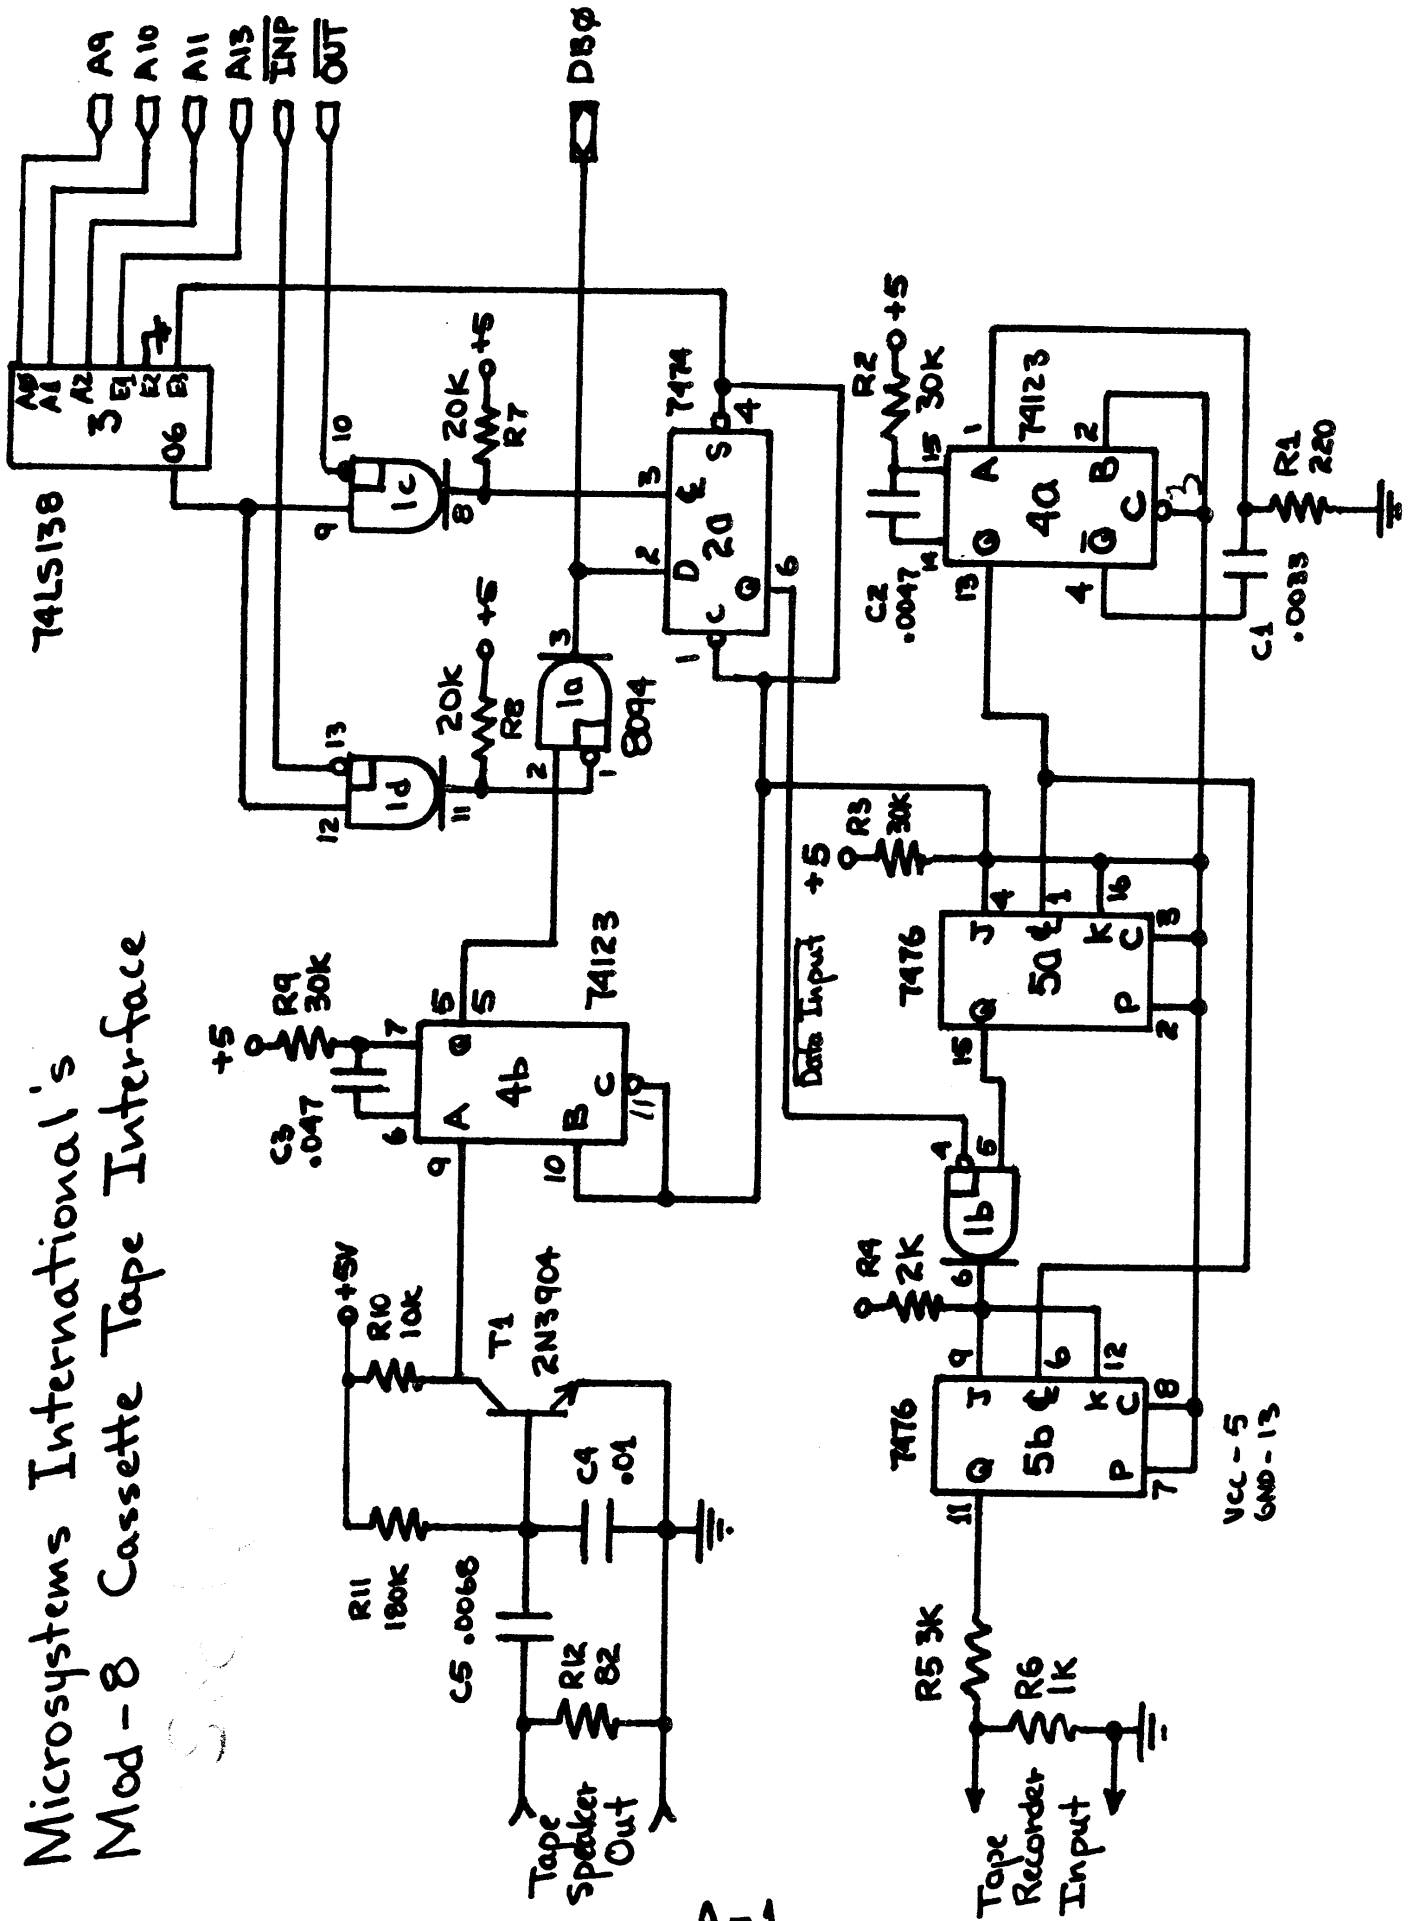 Microsystems International's
Mod-8 Cassette Tape Interface
74LS138
A0
A1
A2
E1
E2
E3
3
O6
A9
A10
A11
A13
INP
OUT
DBØ
12
13
1d
11
20K
R8
+5
9
10
1c
8
20K
R7
+5
2
1
1a
3
8094
7474
2
3
D
¢
2a
S
4
C
1
Q
6
+5
R9
30K
C3
.047
6
7
9
A
Q
5
5
4b
B
C
10
11
74123
+5V
R10
10K
R11
180K
T1
2N3904
C4
.01
C5 .0068
R12
82
Tape
Speaker
Out
R2
30K
+5
C2
.0047
14
15
13
Q
A
1
4a
74123
Q
B
2
4
C
3
C1
.0033
R1
220
+5
R3
30K
Data Input
7476
15
Q
J
4
5a
¢
1
K
16
P
C
2
3
4
5
1b
6
R4
2K
7476
11
Q
J
9
5b
¢
6
K
12
P
C
7
8
VCC-5
GND-13
R5 3K
R6
1K
Tape
Recorder
Input